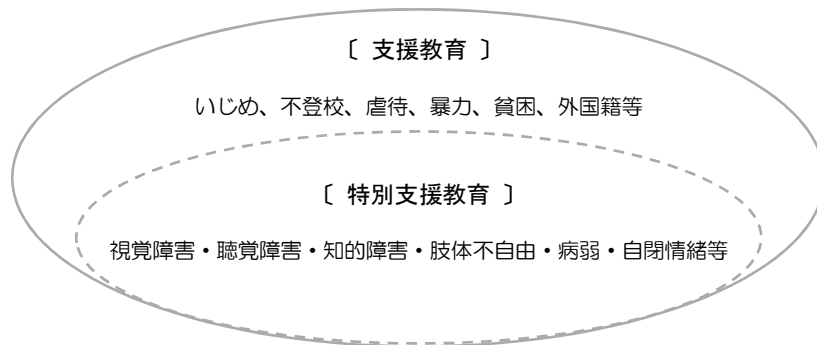 〔 支援教育 〕
いじめ、不登校、虐待、暴力、貧困、外国籍等
〔 特別支援教育 〕
視覚障害・聴覚障害・知的障害・肢体不自由・病弱・自閉情緒等